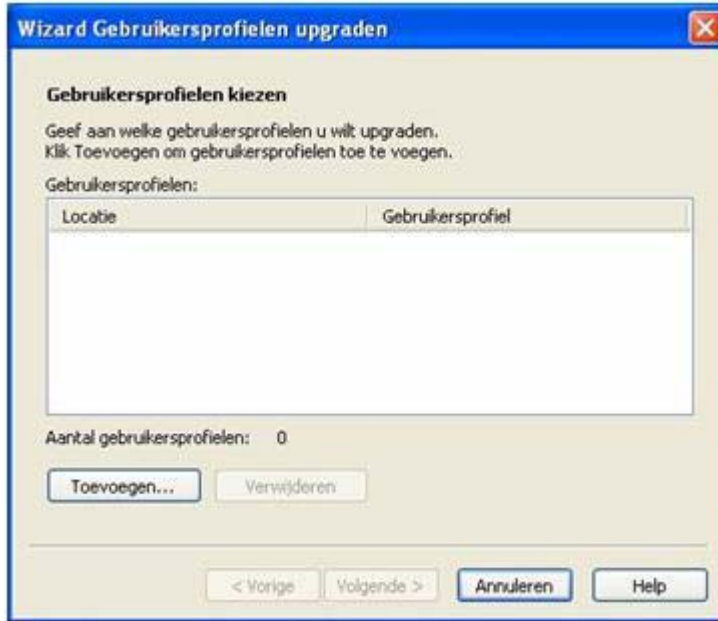 Wizard Gebruikersprofielen upgraden
Gebruikersprofielen kiezen
Geef aan welke gebruikersprofielen u wilt upgraden.
Klik Toevoegen om gebruikersprofielen toe te voegen.
Gebruikersprofielen:
Locatie Gebruikersprofiel
Aantal gebruikersprofielen: 0
Toevoegen... Verwijderen
< Vorige Volgende > Annuleren Help